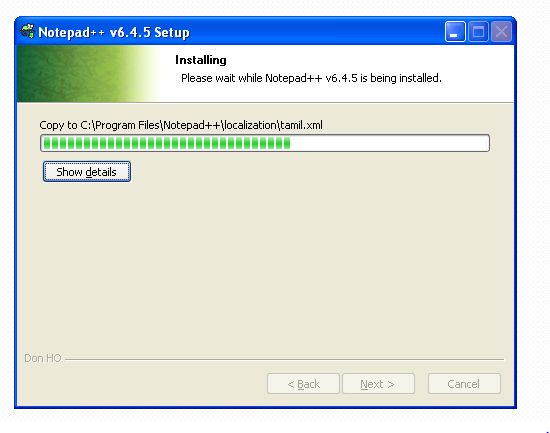 Notepad++ v6.4.5 Setup
Installing
Please wait while Notepad++ v6.4.5 is being installed.
Copy to C:\Program Files\Notepad++\localization\tamil.xml
Show details
Don HO
< Back Next > Cancel